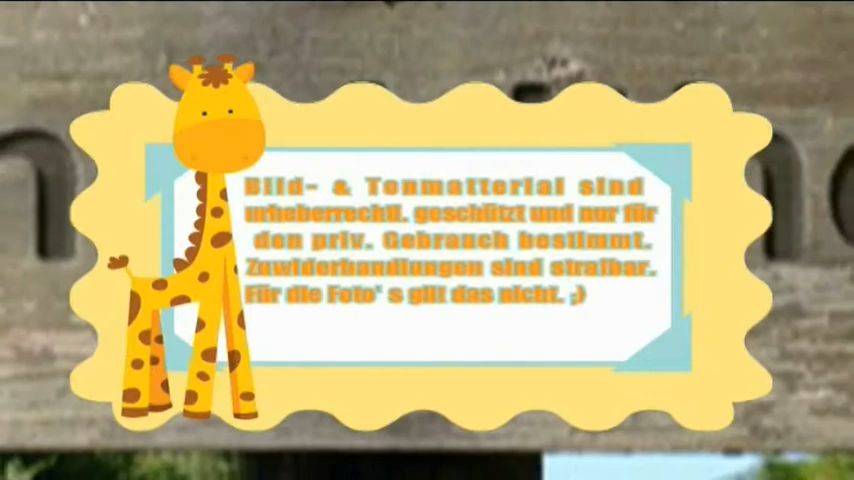 Bild- & Tonmatterial sind
urheberrechtl. geschützt und nur für
den priv. Gebrauch bestimmt.
Zuwiderhandlungen sind strafbar.
Für die Foto' s gilt das nicht. ;)